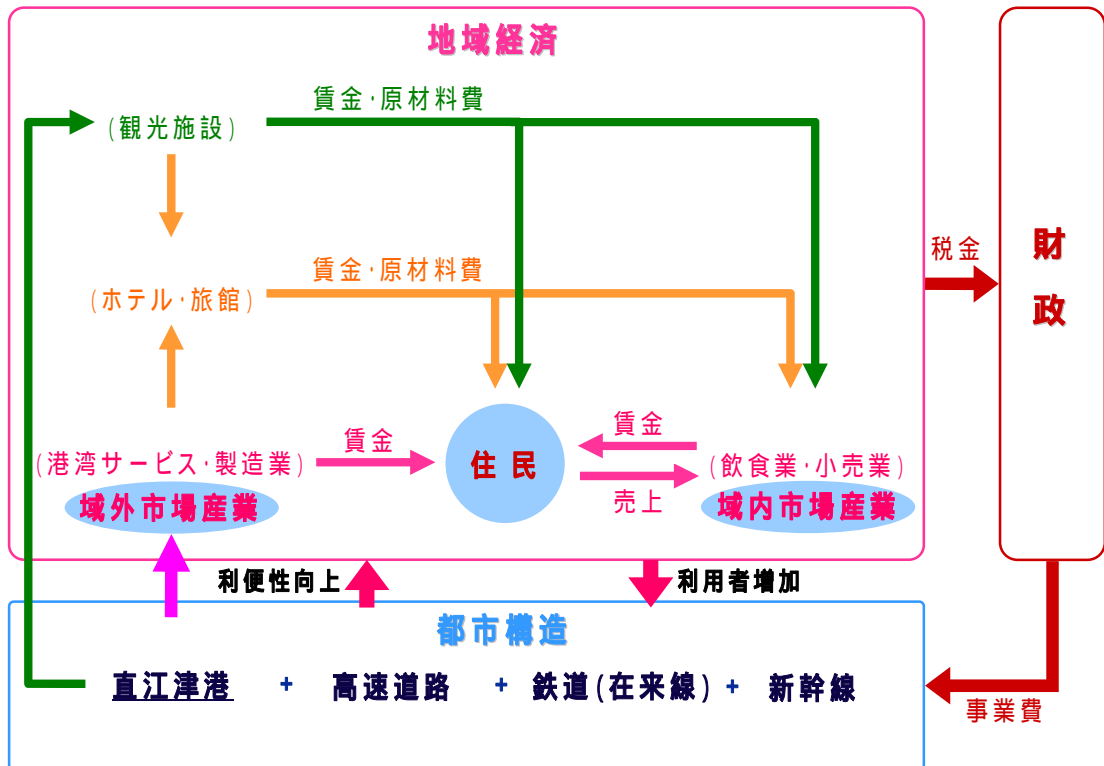 地域経済
賃金・原材料費
(観光施設)
税金
財政
賃金・原材料費
(ホテル・旅館)
賃金
賃金
(港湾サービス・製造業)
住民
(飲食業・小売業)
域外市場産業
売上
域内市場産業
利便性向上
利用者増加
都市構造
直江津港 + 高速道路 + 鉄道(在来線) + 新幹線
事業費